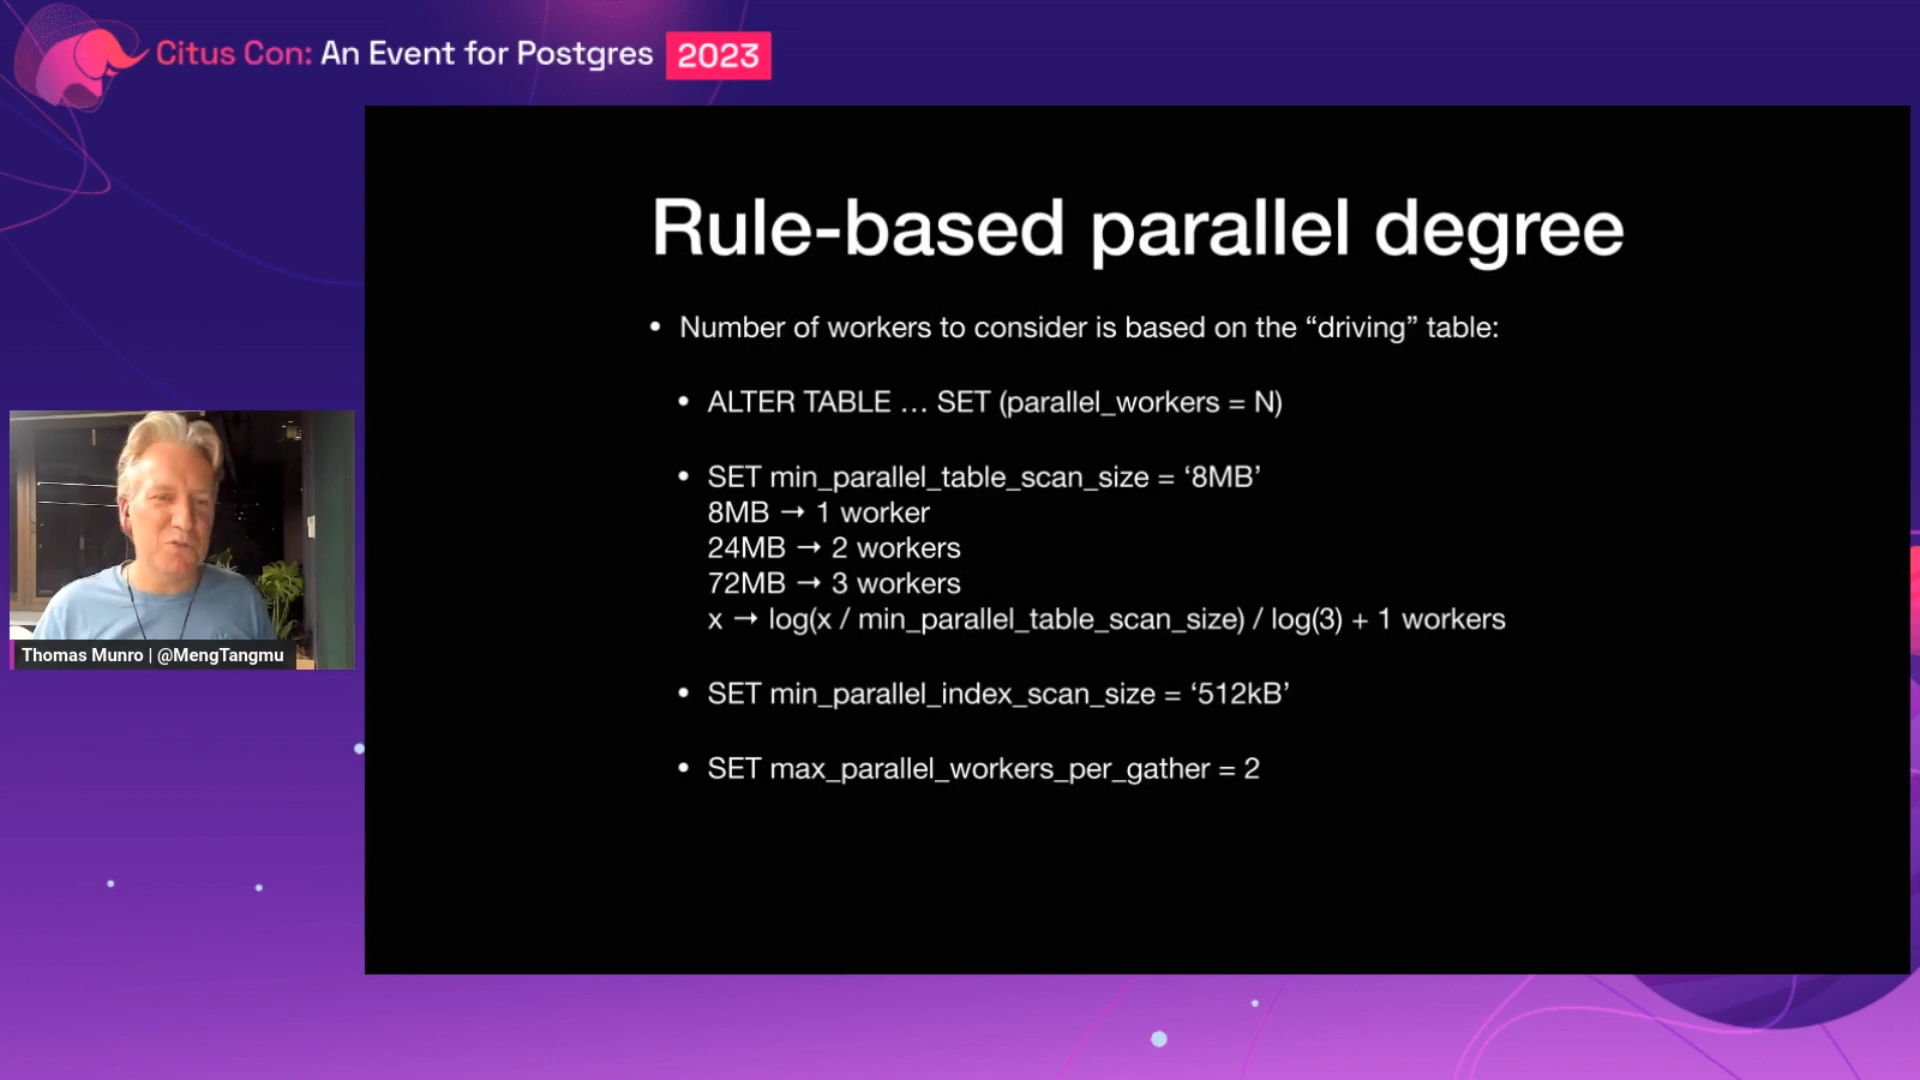 Citus Con: An Event for Postgres 2023
Rule-based parallel degree
• Number of workers to consider is based on the “driving” table:
• ALTER TABLE … SET (parallel_workers = N)
• SET min_parallel_table_scan_size = ‘8MB’
8MB → 1 worker
24MB → 2 workers
72MB → 3 workers
x → log(x / min_parallel_table_scan_size) / log(3) + 1 workers
• SET min_parallel_index_scan_size = ‘512kB’
• SET max_parallel_workers_per_gather = 2
Thomas Munro | @MengTangmu